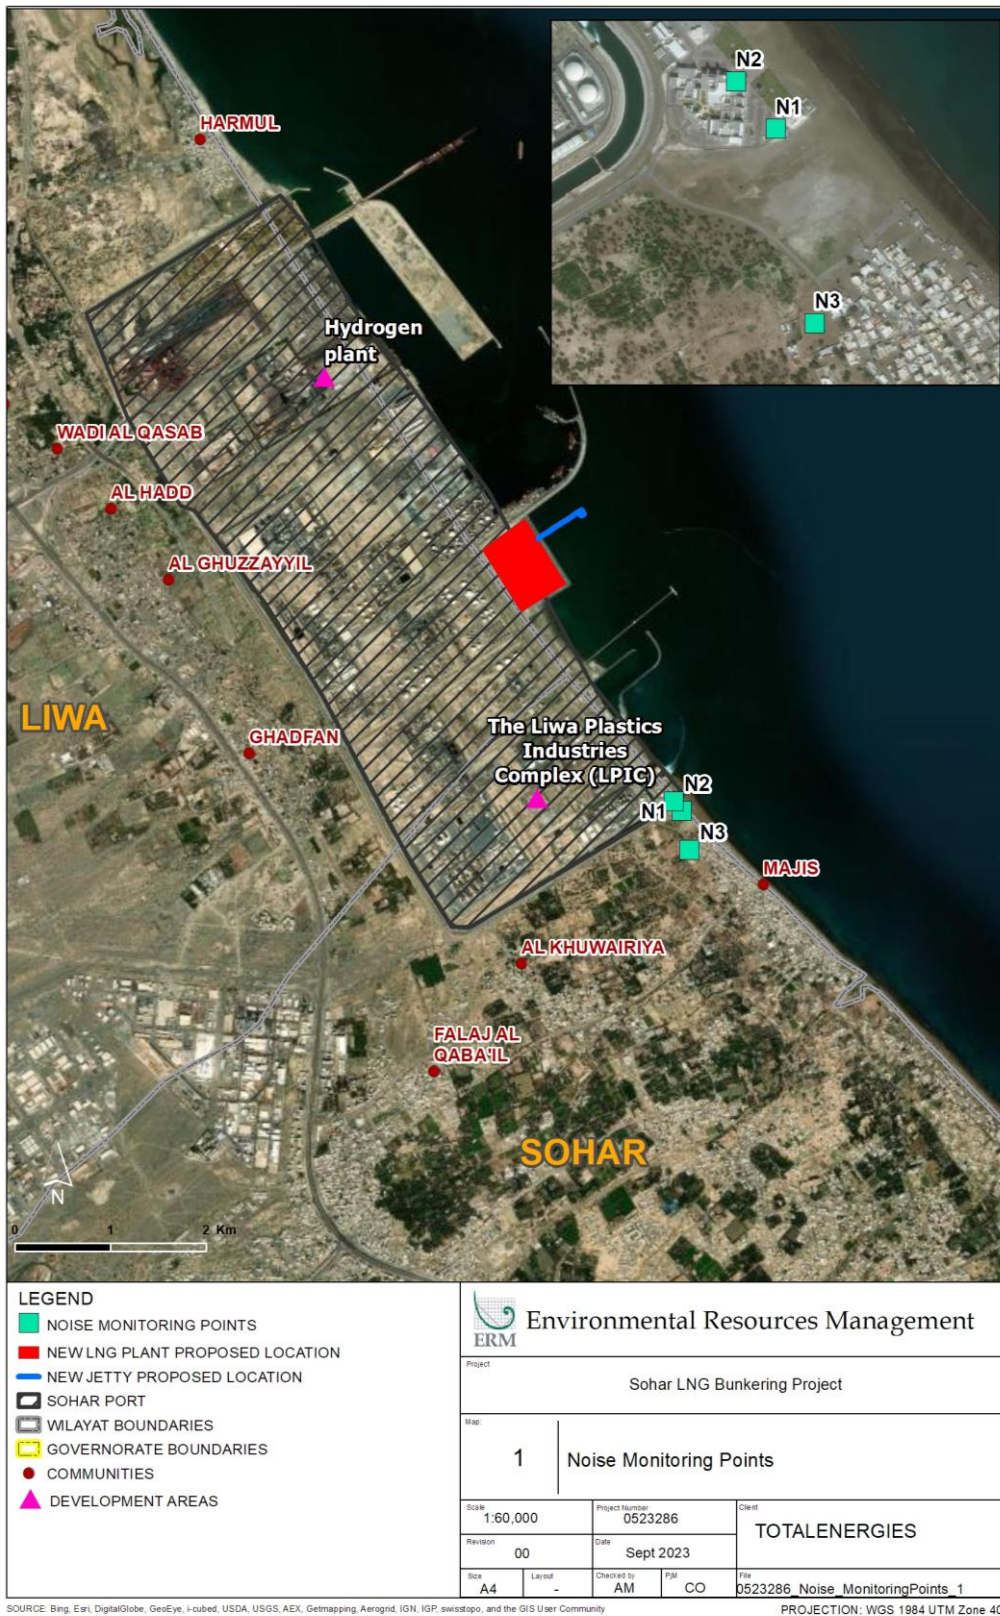 N2
N1
N3
HARMUL
Hydrogen
plant
WADI AL QASAB
AL HADD
AL GHUZZAYYIL
LIWA
GHADFAN
The Liwa Plastics
Industries
Complex (LPIC)
N2
N1
N3
MAJIS
AL KHUWAIRIYA
FALAJ AL
QABA'IL
SOHAR
N
0 1 2 Km
LEGEND
NOISE MONITORING POINTS
NEW LNG PLANT PROPOSED LOCATION
NEW JETTY PROPOSED LOCATION
SOHAR PORT
WILAYAT BOUNDARIES
GOVERNORATE BOUNDARIES
COMMUNITIES
DEVELOPMENT AREAS
ERM
Environmental Resources Management
Project
Sohar LNG Bunkering Project
Map:
1
Noise Monitoring Points
Scale
1:60,000
Project Number
0523286
Client
TOTALENERGIES
Revision
00
Date
Sept 2023
Size
A4
Layout
-
Checked by
AM
PjM
CO
File
0523286_Noise_MonitoringPoints_1
SOURCE: Bing, Esri, DigitalGlobe, GeoEye, i-cubed, USDA, USGS, AEX, Getmapping, Aerogrid, IGN, IGP, swisstopo, and the GIS User Community
PROJECTION: WGS 1984 UTM Zone 40